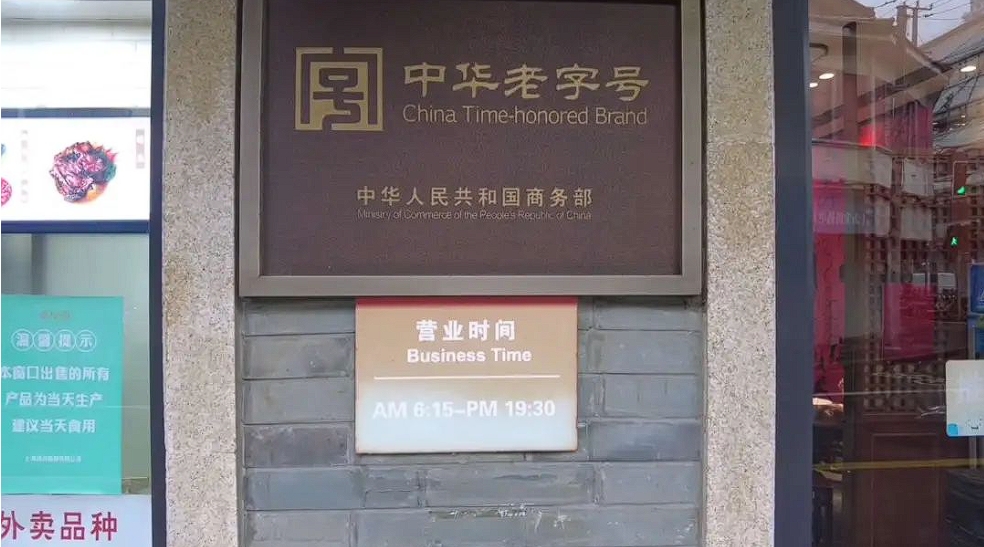 中华老字号
China Time-honored Brand
中华人民共和国商务部
Ministry of Commerce of the People's Republic of China
营业时间
Business Time
AM 6:15-PM 19:30
温馨提示
本窗口出售的所有
产品为当天生产
建议当天食用
外卖品种